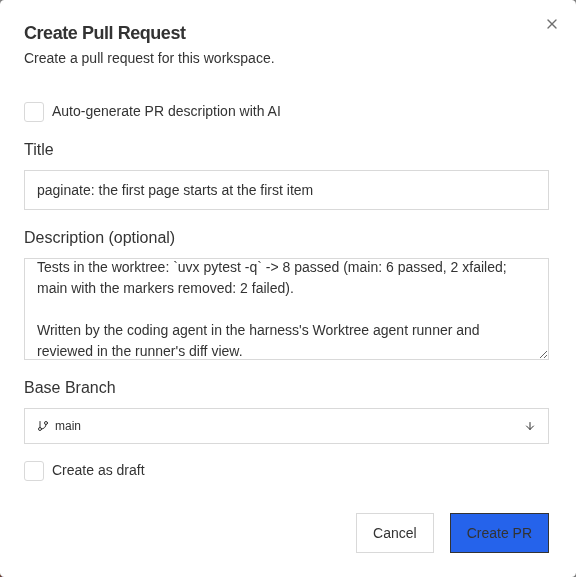 Create Pull Request
Create a pull request for this workspace.
Auto-generate PR description with AI
Title
paginate: the first page starts at the first item
Description (optional)
Tests in the worktree: `uvx pytest -q` -> 8 passed (main: 6 passed, 2 xfailed;
main with the markers removed: 2 failed).
Written by the coding agent in the harness's Worktree agent runner and
reviewed in the runner's diff view.
Base Branch
main
Create as draft
Cancel
Create PR